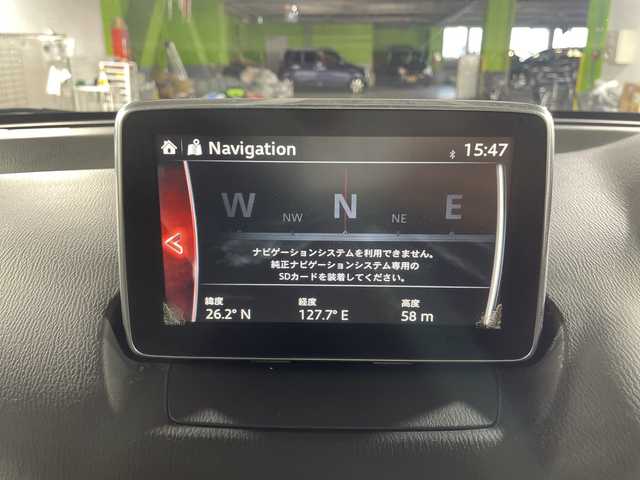 Navigation 15:47
W NW N NE E
ナビゲーションシステムを利用できません。
純正ナビゲーションシステム専用の
SDカードを装着してください。
緯度 経度 高度
26.2° N 127.7° E 58 m